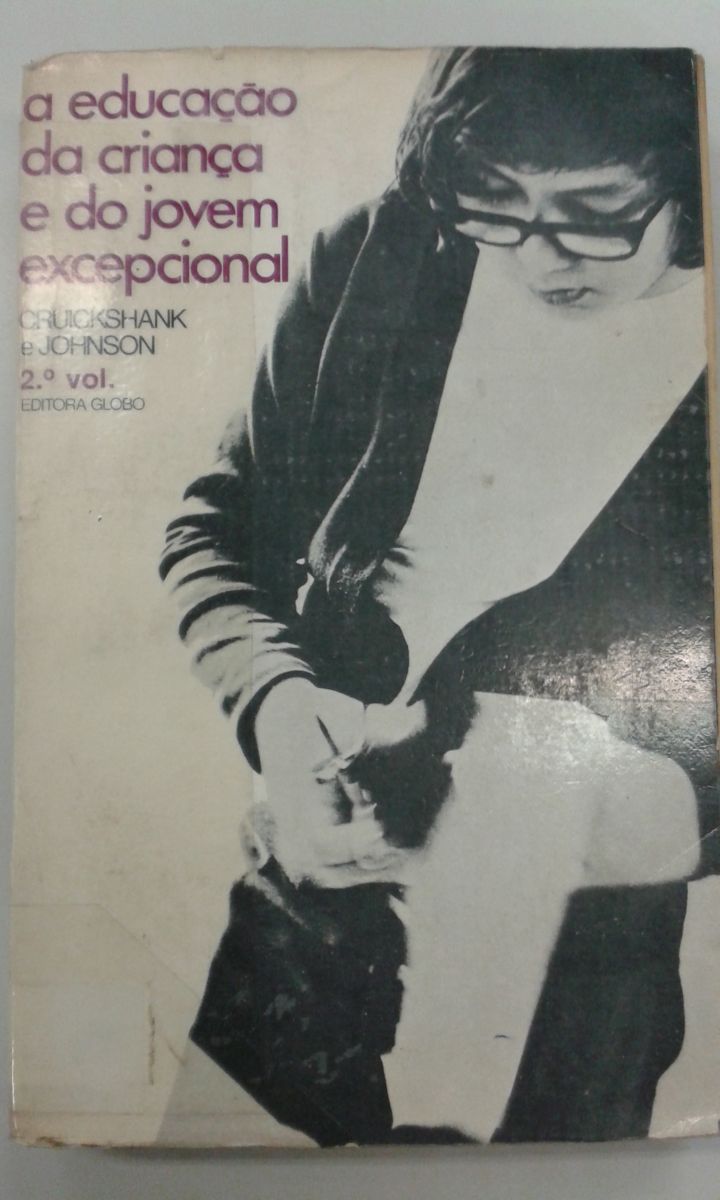 a educação
da criança
e do jovem
excepcional
CRUICKSHANK
e JOHNSON
2.º vol.
EDITORA GLOBO